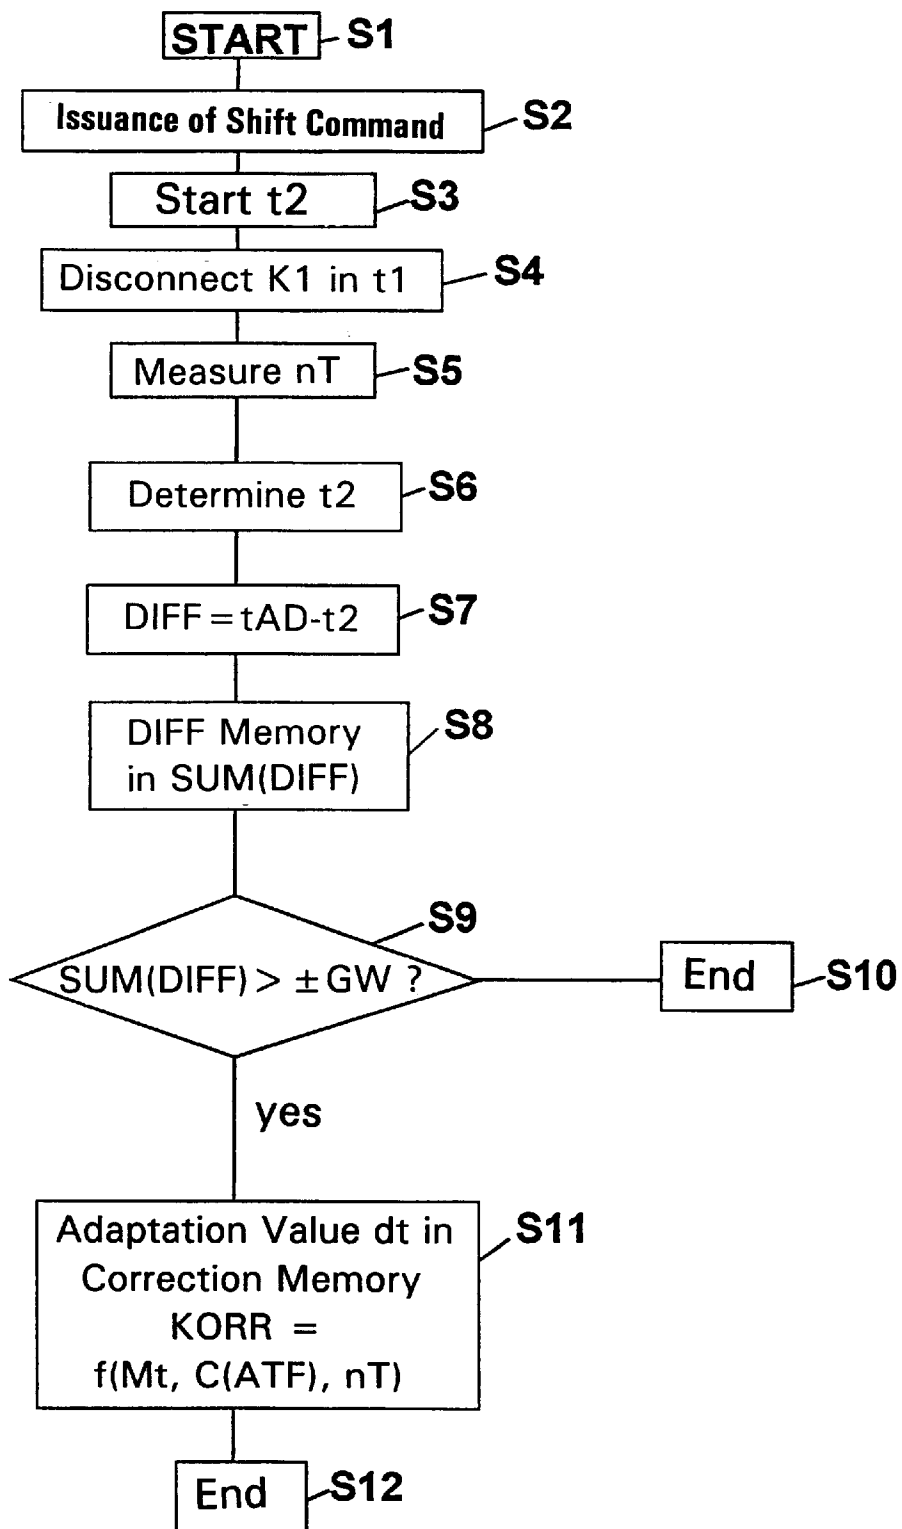 START
S1
Issuance of Shift Command
S2
Start t2
S3
Disconnect K1 in t1
S4
Measure nT
S5
Determine t2
S6
DIFF=tAD-t2
S7
DIFF Memory
in SUM(DIFF)
S8
SUM(DIFF) > ±GW ?
S9
End
S10
yes
Adaptation Value dt in
Correction Memory
KORR =
f(Mt, C(ATF), nT)
S11
End
S12